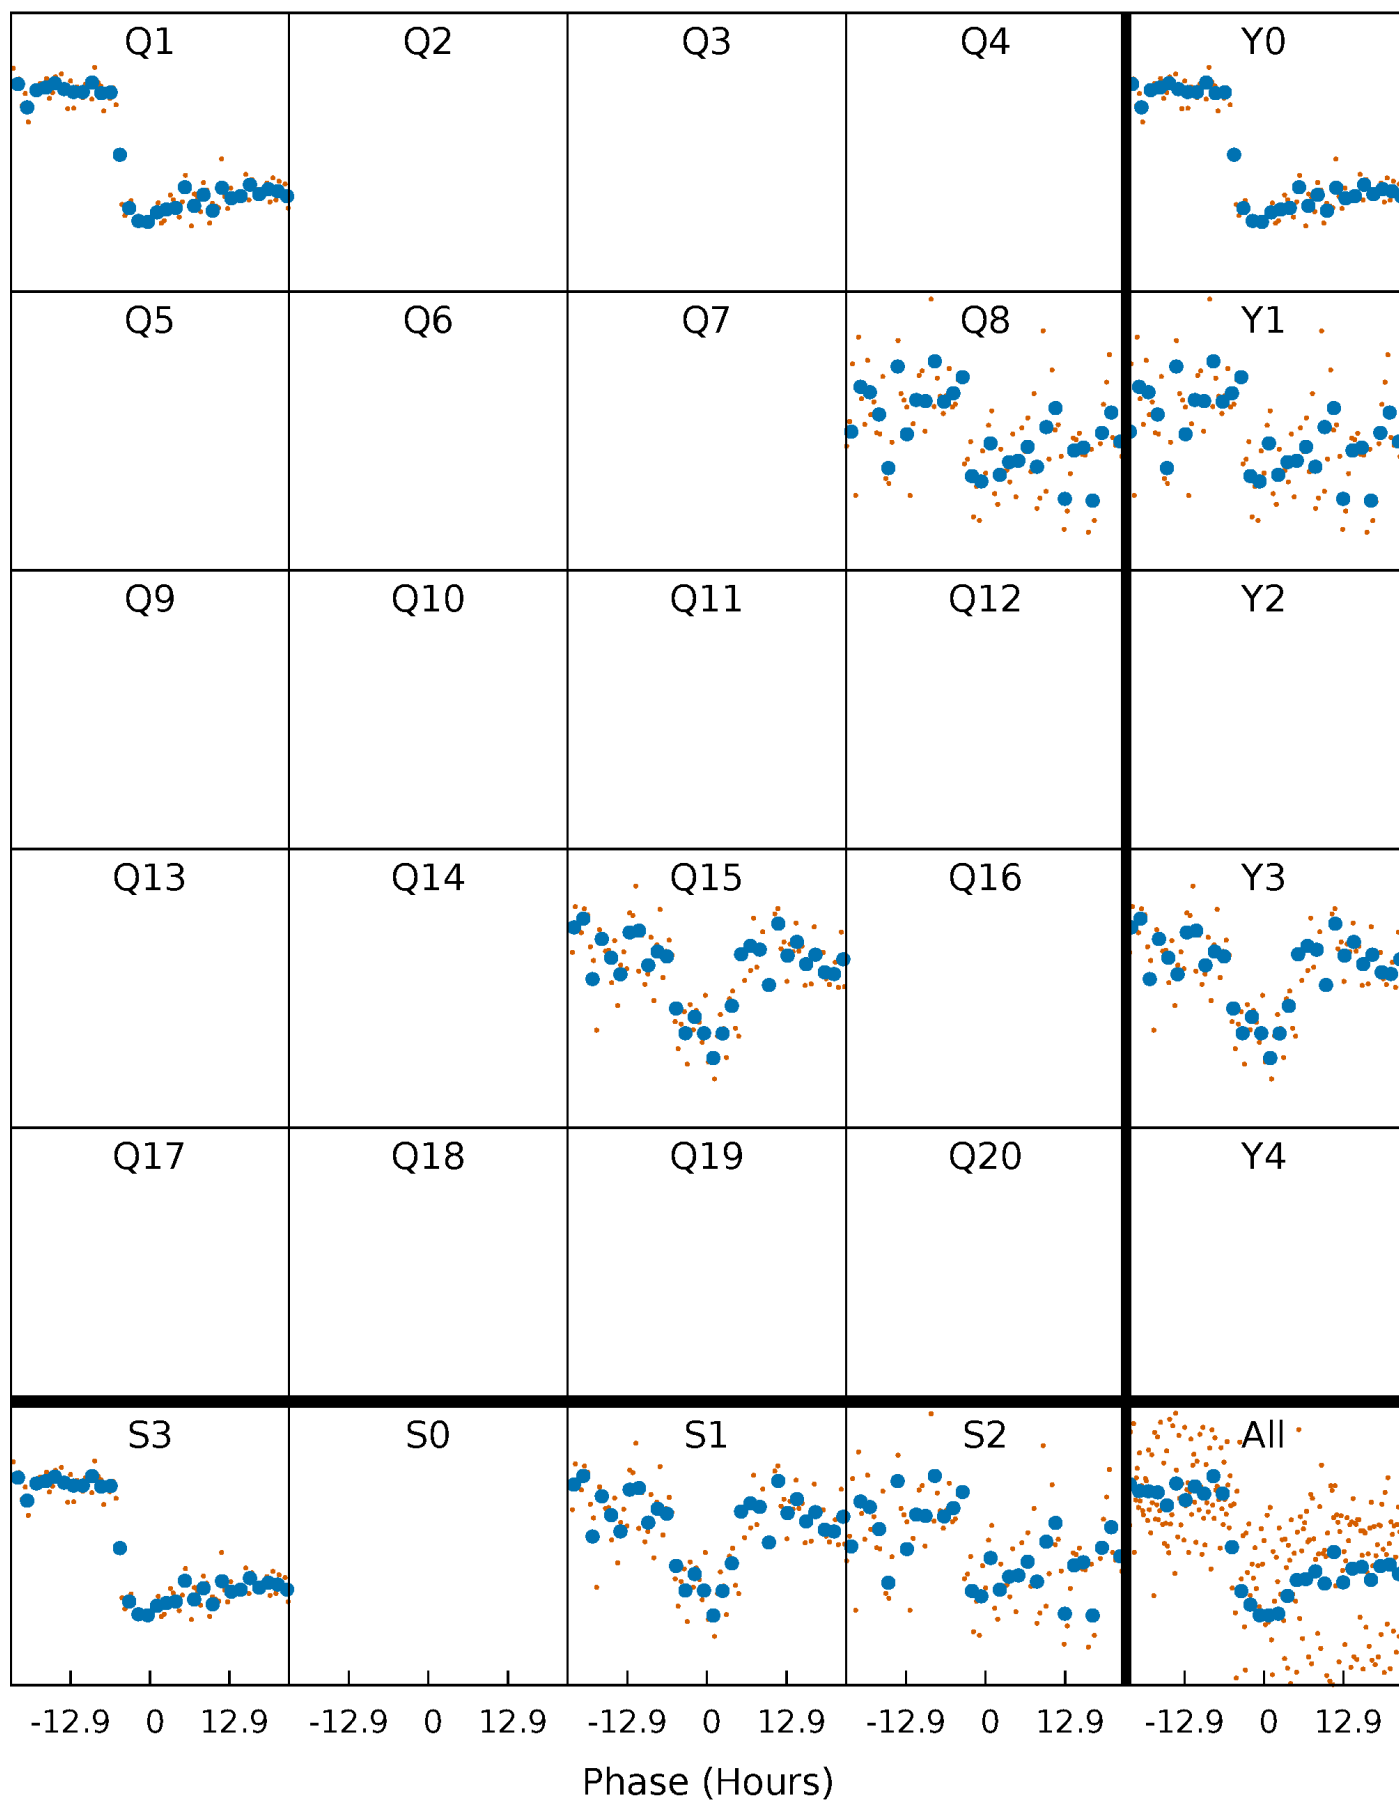 Q1 Q2 Q3 Q4 Y0
Q5 Q6 Q7 Q8 Y1
Q9 Q10 Q11 Q12 Y2
Q13 Q14 Q15 Q16 Y3
Q17 Q18 Q19 Q20 Y4
S3 S0 S1 S2 All
-12.9 0 12.9 -12.9 0 12.9 -12.9 0 12.9 -12.9 0 12.9 -12.9 0 12.9
Phase (Hours)